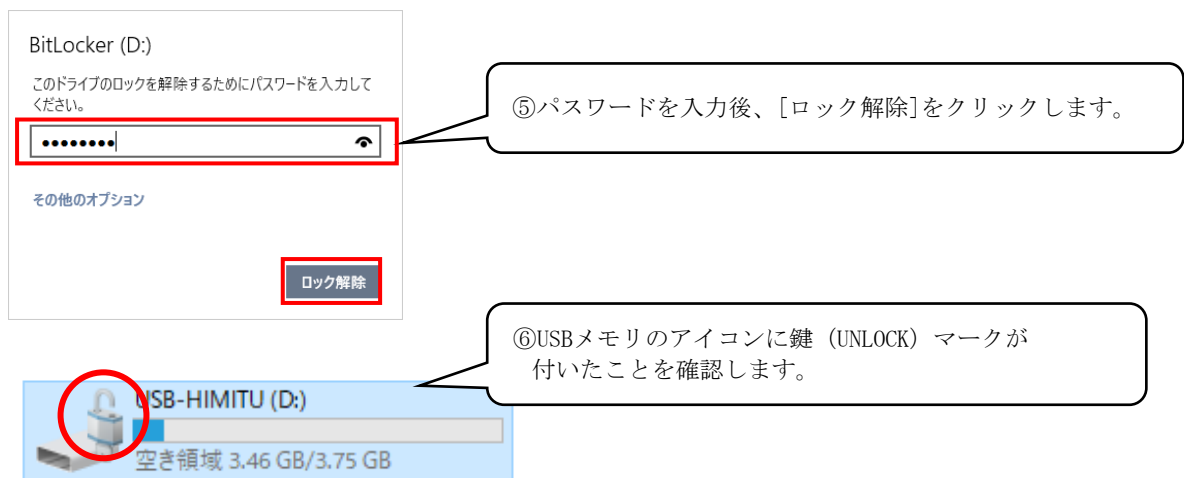 BitLocker (D:)
このドライブのロックを解除するためにパスワードを入力して
ください。
••••••••
その他のオプション
ロック解除
⑤パスワードを入力後、[ロック解除]をクリックします。
⑥USBメモリのアイコンに鍵（UNLOCK）マークが
付いたことを確認します。
USB-HIMITU (D:)
空き領域 3.46 GB/3.75 GB